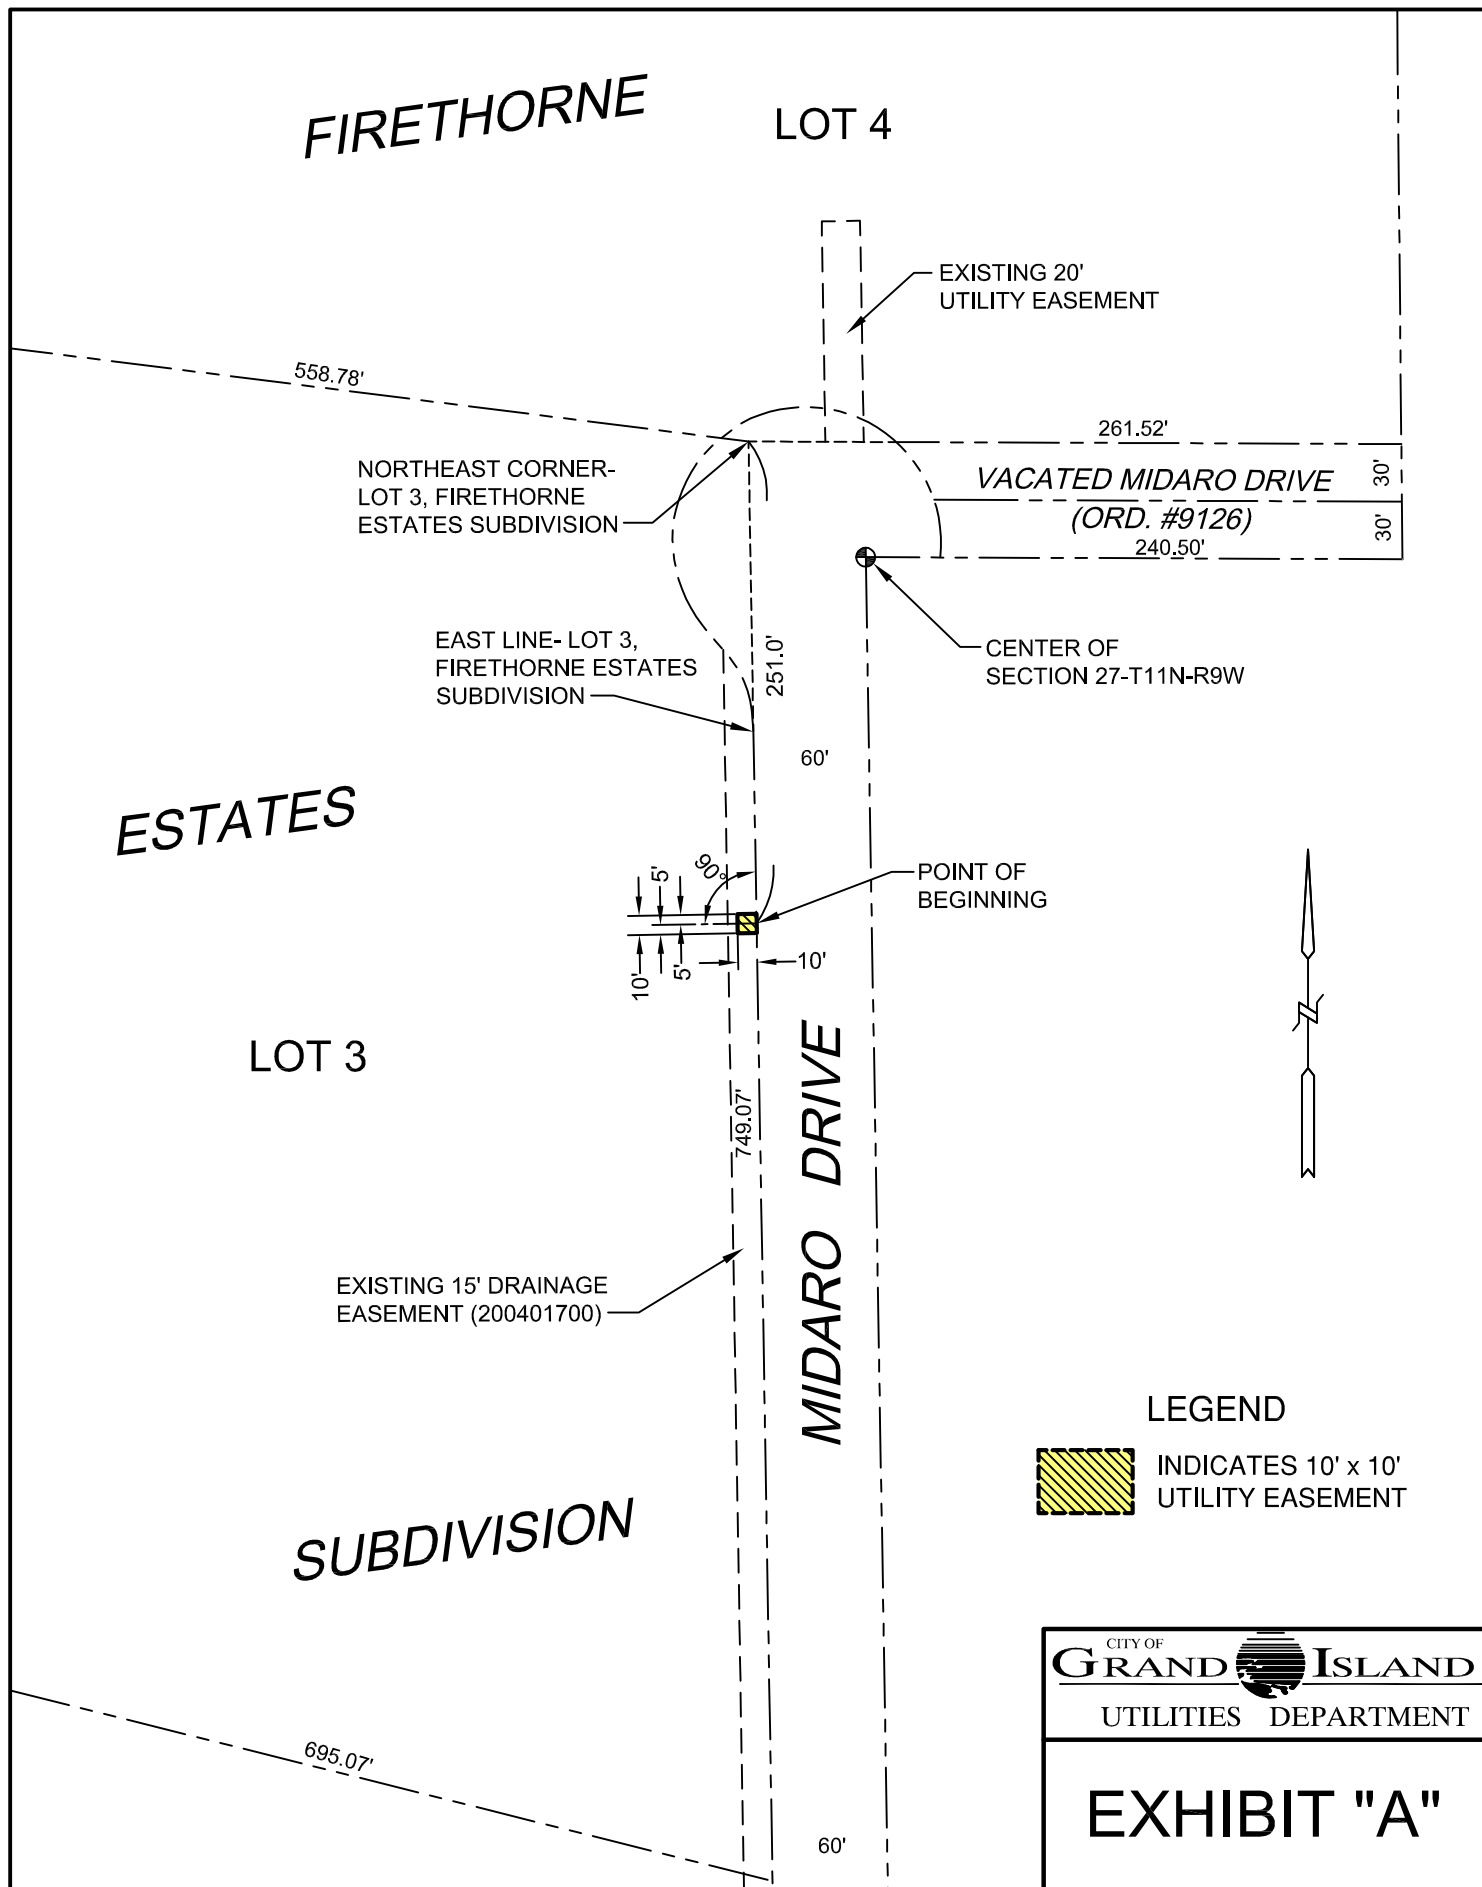 FIRETHORNE
LOT 4
EXISTING 20'
UTILITY EASEMENT
558.78'
261.52'
NORTHEAST CORNER-
LOT 3, FIRETHORNE
ESTATES SUBDIVISION
VACATED MIDARO DRIVE
30'
(ORD. #9126)
30'
240.50'
EAST LINE- LOT 3,
FIRETHORNE ESTATES
SUBDIVISION
251.0'
CENTER OF
SECTION 27-T11N-R9W
60'
ESTATES
90°
5'
POINT OF
BEGINNING
10'
5'
10'
LOT 3
749.07'
MIDARO DRIVE
EXISTING 15' DRAINAGE
EASEMENT (200401700)
LEGEND
INDICATES 10' x 10'
UTILITY EASEMENT
SUBDIVISION
695.07'
60'
CITY OF
GRAND ISLAND
UTILITIES DEPARTMENT
EXHIBIT "A"
N